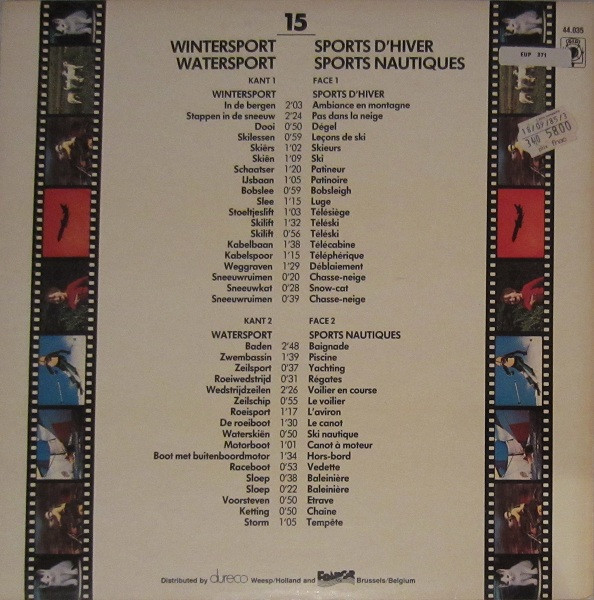 15
44.835
EUP 371
WINTERSPORT SPORTS D'HIVER
WATERSPORT SPORTS NAUTIQUES
5800
KANT 1 FACE 1
WINTERSPORT SPORTS D'HIVER
In de bergen 2'03 Ambiance en montagne
Stappen in de sneeuw 2'24 Pas dans la neige
Dooi 0'50 Dégel
Skilessen 0'59 Leçons de ski
Skiërs 1'02 Skieurs
Skiën 1'09 Ski
Schaatser 1'20 Patineur
IJsbaan 1'05 Patinoire
Bobslee 0'59 Bobsleigh
Slee 1'15 Luge
Stoeltjeslift 1'03 Télésiège
Skilift 1'32 Téléski
Skilift 0'56 Téléski
Kabelbaan 1'38 Télécabine
Kabelspoor 1'15 Téléphérique
Weggraven 1'29 Déblaiement
Sneeuwruimen 0'20 Chasse-neige
Sneeuwkat 0'28 Snow-cat
Sneeuwruimen 0'39 Chasse-neige
KANT 2 FACE 2
WATERSPORT SPORTS NAUTIQUES
Baden 2'48 Baignade
Zwembassin 1'39 Piscine
Zeilsport 0'37 Yachting
Roeiwedstrijd 0'31 Régates
Wedstrijdzeilen 2'26 Voilier en course
Zeilschip 0'55 Le voilier
Roeisport 1'17 L'aviron
De roeiboot 1'30 Le canot
Waterskiën 0'50 Ski nautique
Motorboot 1'01 Canot à moteur
Boot met buitenboordmotor 1'34 Hors-bord
Raceboot 0'53 Vedette
Sloep 0'38 Baleinière
Sloep 0'22 Baleinière
Voorsteven 0'50 Etrave
Ketting 0'50 Chaîne
Storm 1'05 Tempête
Distributed by dureco Weesp/Holland and Brussels/Belgium